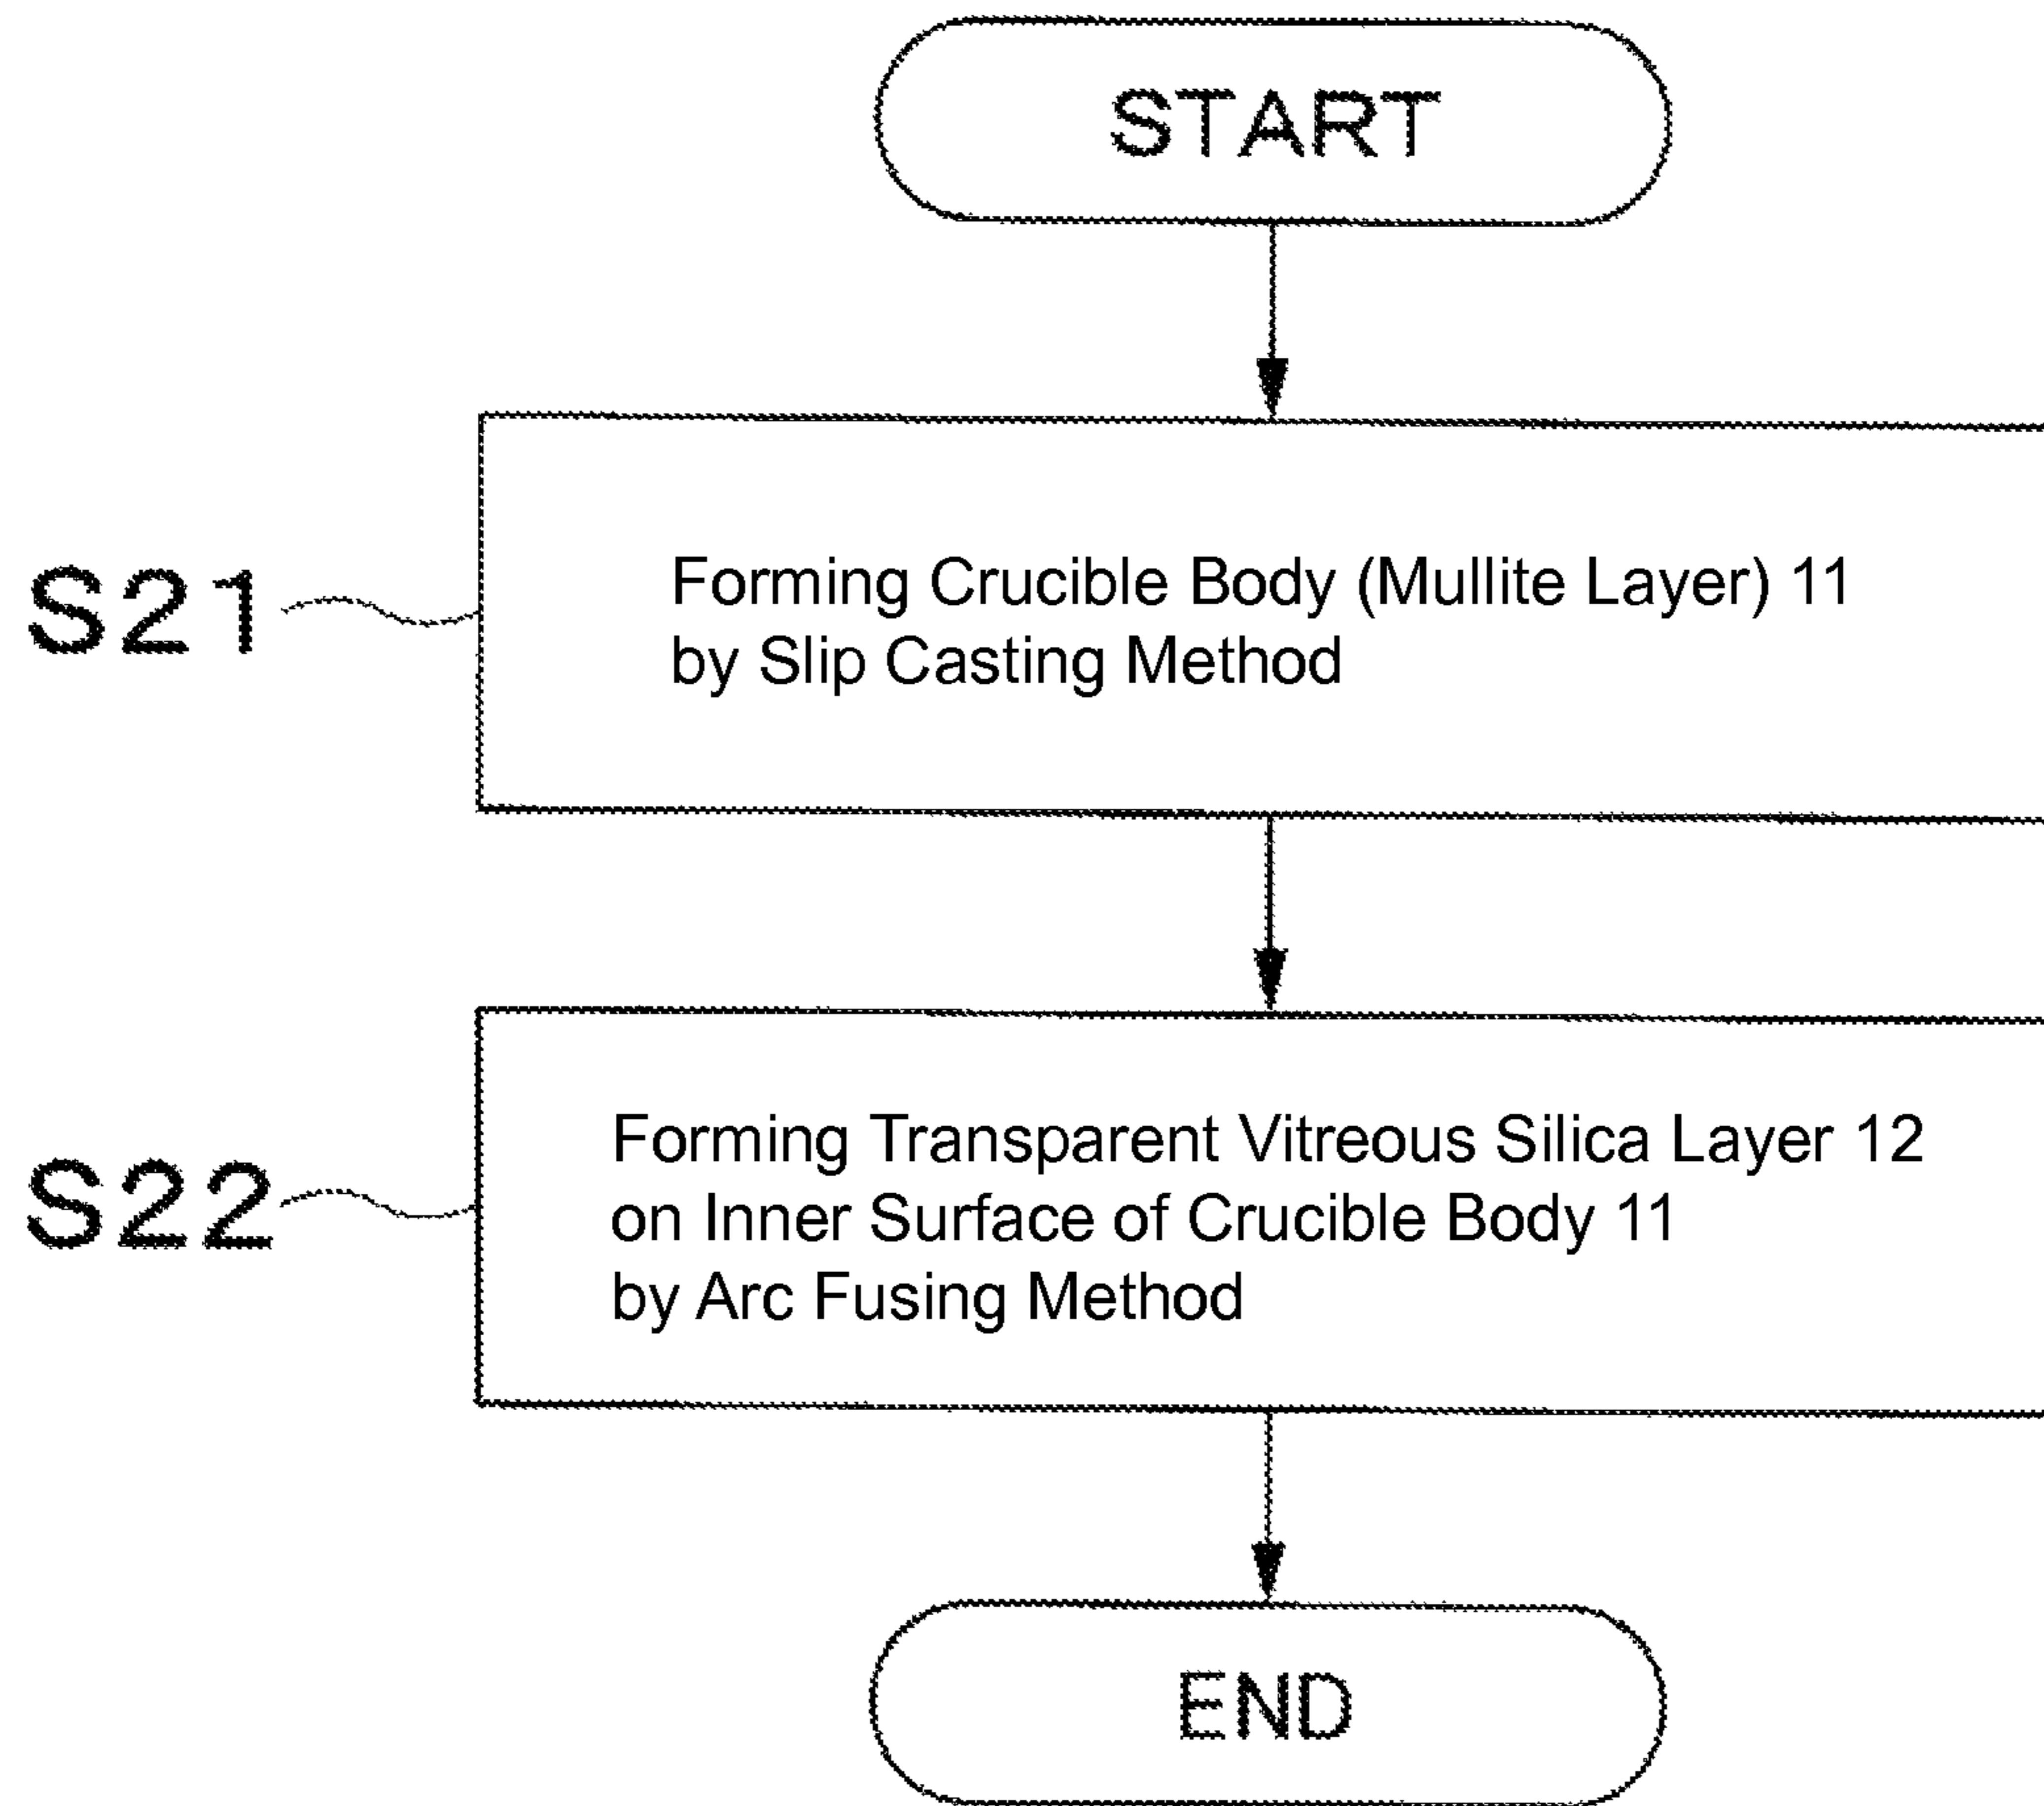 START
S21
Forming Crucible Body (Mullite Layer) 11
by Slip Casting Method
S22
Forming Transparent Vitreous Silica Layer 12
on Inner Surface of Crucible Body 11
by Arc Fusing Method
END